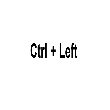 Ctrl + Left